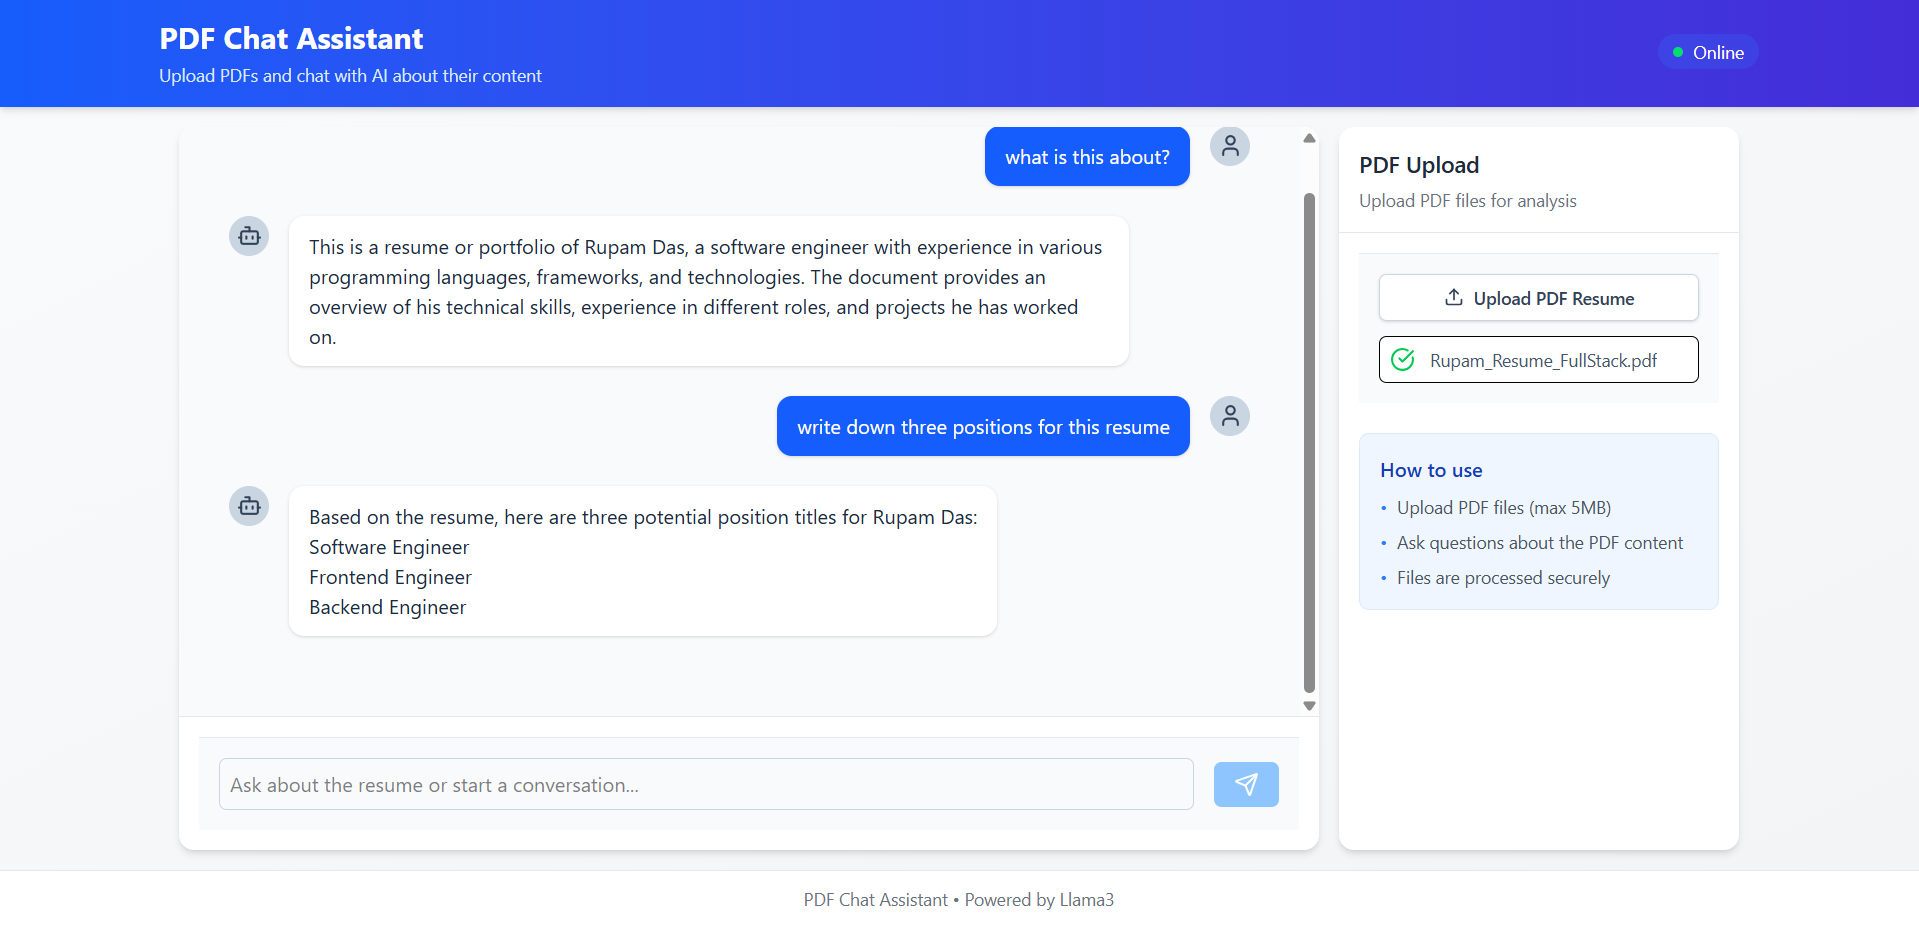 PDF Chat Assistant
Upload PDFs and chat with AI about their content
Online
what is this about?
This is a resume or portfolio of Rupam Das, a software engineer with experience in various
programming languages, frameworks, and technologies. The document provides an
overview of his technical skills, experience in different roles, and projects he has worked
on.
write down three positions for this resume
Based on the resume, here are three potential position titles for Rupam Das:
Software Engineer
Frontend Engineer
Backend Engineer
Ask about the resume or start a conversation...
PDF Upload
Upload PDF files for analysis
Upload PDF Resume
Rupam_Resume_FullStack.pdf
How to use
• Upload PDF files (max 5MB)
• Ask questions about the PDF content
• Files are processed securely
PDF Chat Assistant • Powered by Llama3